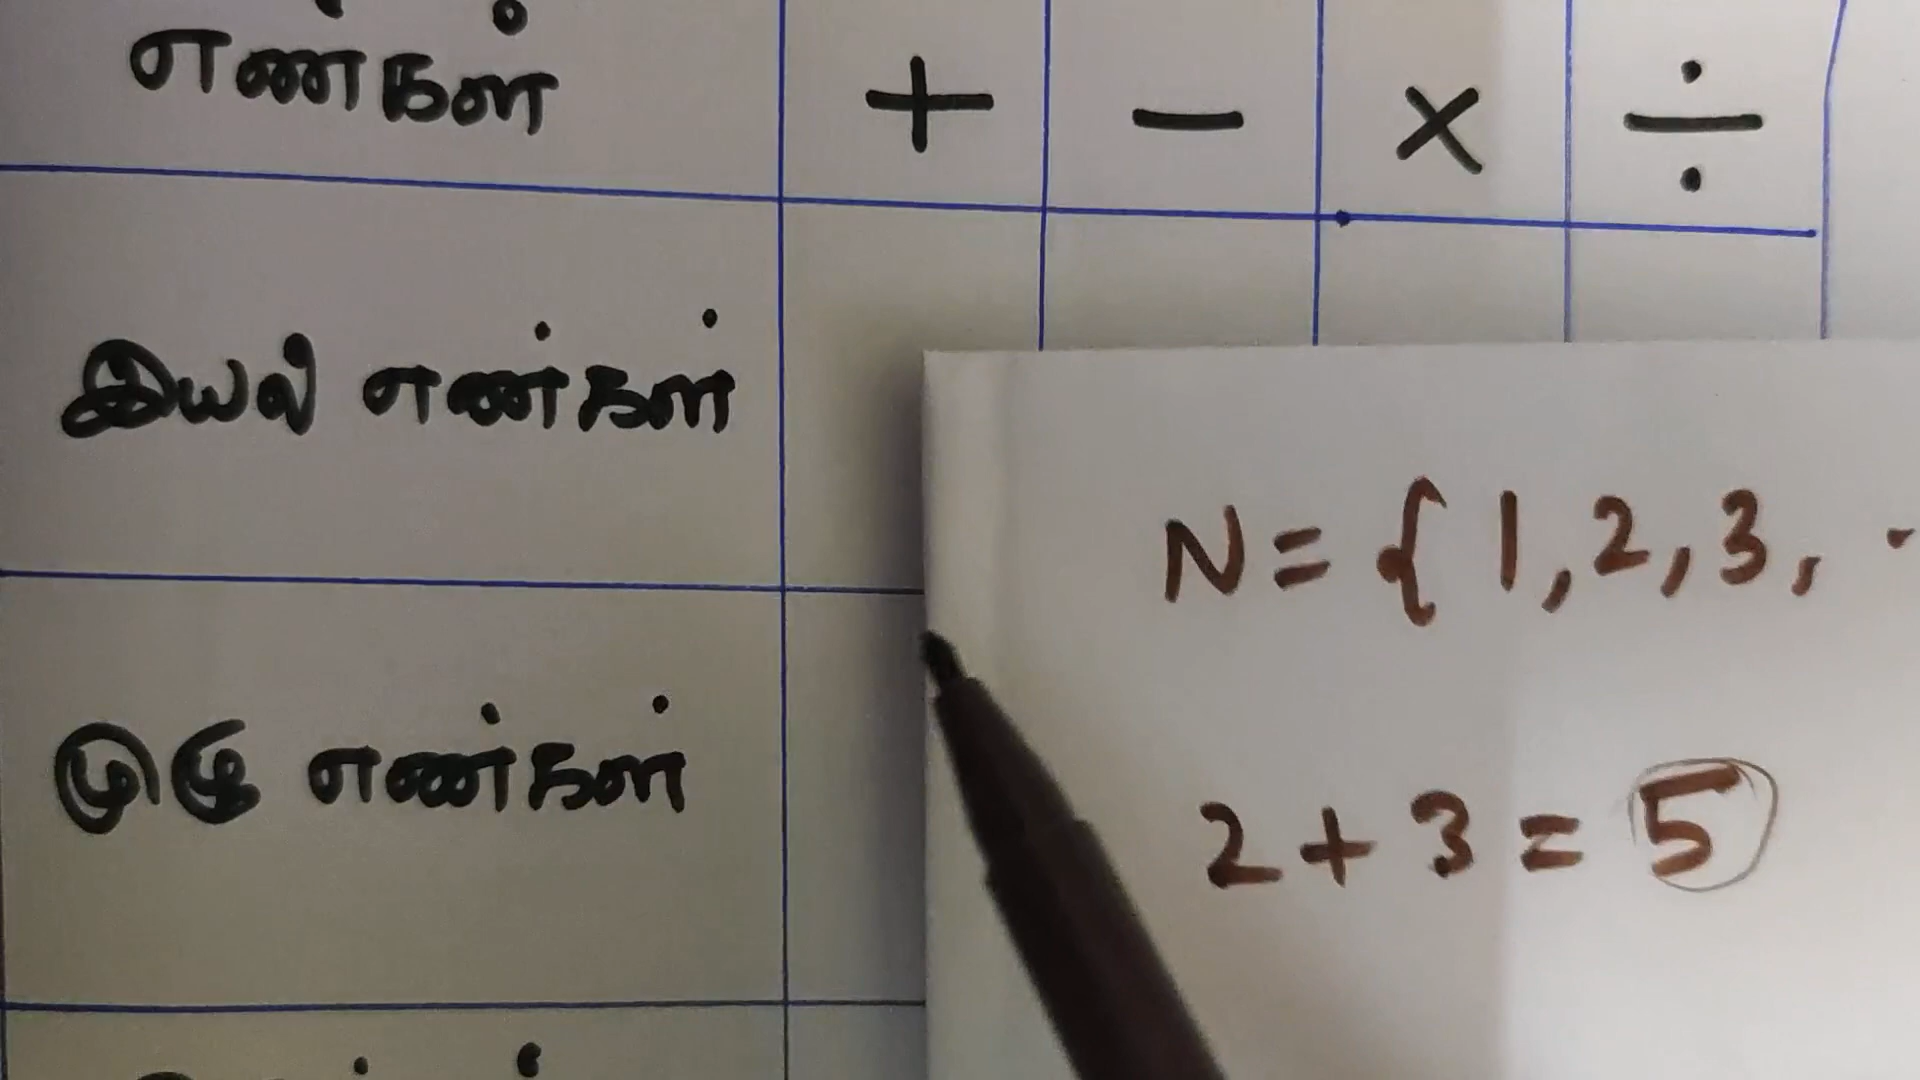 எண்கள் + − × ÷
இயல் எண்கள்
N = { 1, 2, 3, ·
முழு எண்கள்
2 + 3 = 5